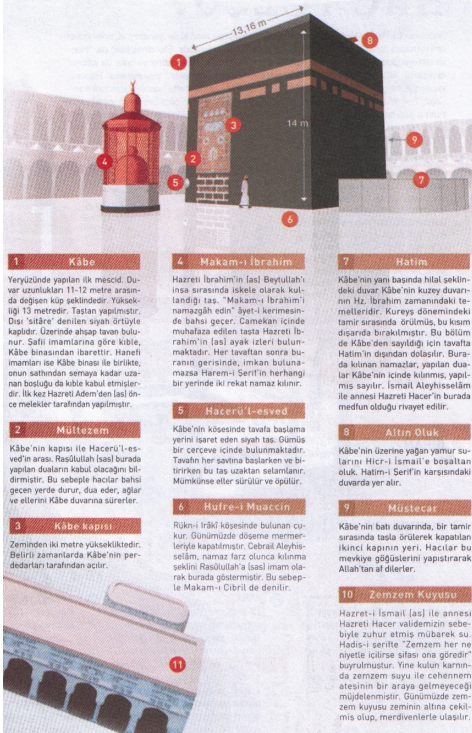 13,16 m
14 m
1
2
3
4
5
6
7
8
9
11
1 Kâbe
Yeryüzünde yapılan ilk mescid. Du-
var uzunlukları 11-12 metre arasın-
da değişen küp şeklindedir. Yüksek-
liği 13 metredir. Taştan yapılmıştır.
Dışı 'sitâre' denilen siyah örtüyle
kaplıdır. Üzerinde ahşap tavan bulu-
nur. Şafii imamlarına göre kıble,
Kâbe binasından ibarettir. Hanefi
imamları ise Kâbe binası ile birlikte,
onun sathından semaya kadar uza-
nan boşluğu da kıble kabul etmişler-
dir. İlk kez Hazreti Adem'den (as) ön-
ce melekler tarafından yapılmıştır.
2 Mültezem
Kâbe'nin kapısı ile Hacerü'l-es-
ved'in arası. Rasûlullah (sas) burada
yapılan duaların kabul olacağını bil-
dirmiştir. Bu sebeple hacılar bahsi
geçen yerde durur, dua eder, ağlar
ve ellerini Kâbe duvarına sürerler.
3 Kâbe kapısı
Zeminden iki metre yüksekliktedir.
Belirli zamanlarda Kâbe'nin per-
dedarları tarafından açılır.
4 Makam-ı İbrahim
Hazreti İbrahim'in (as) Beytullah'ı
inşa sırasında iskele olarak kul-
landığı taş. "Makam-ı İbrahim'i
namazgâh edin" âyet-i kerimesin-
de bahsi geçer. Camekan içinde
muhafaza edilen taşta Hazreti İb-
rahim'in (as) ayak izleri bulun-
maktadır. Her tavaftan sonra bu-
ranın gerisinde, imkan buluna-
mazsa Harem-i Şerif'in herhangi
bir yerinde iki rekat namaz kılınır.
5 Hacerü'l-esved
Kâbe'nin köşesinde tavafa başlama
yerini işaret eden siyah taş. Gümüş
bir çerçeve içinde bulunmaktadır.
Tavafın her şavtına başlarken ve bi-
tirirken bu taş uzaktan selamlanır.
Mümkünse eller sürülür ve öpülür.
6 Hufre-i Muaccin
Rükn-i Irâkî köşesinde bulunan çu-
kur. Günümüzde döşeme mermer-
leriyle kapatılmıştır. Cebrail Aleyhis-
selâm, namaz farz olunca kılınma
şeklini Rasûlullah'a (sas) imam ola-
rak burada göstermiştir. Bu sebep-
le Makam-ı Cibril de denilir.
7 Hatim
Kâbe'nin yanı başında hilal şeklin-
deki duvar. Kâbe'nin kuzey duvarı-
nın Hz. İbrahim zamanındaki te-
melleridir. Kureyş dönemindeki
tamir sırasında örülmüş, bu kısım
dışarıda bırakılmıştır. Bu bölüm
de Kâbe'den sayıldığı için tavafta
Hatim'in dışından dolaşılır. Bura-
da kılınan namazlar, yapılan dua-
lar Kâbe'nin içinde kılınmış, yapıl-
mış sayılır. İsmail Aleyhisselâm
ile annesi Hazreti Hacer'in burada
medfun olduğu rivayet edilir.
8 Altın Oluk
Kâbe'nin üzerine yağan yağmur su-
larını Hicr-i İsmail'e boşaltan
oluk. Hatim-i Şerif'in karşısındaki
duvarda yer alır.
9 Müstecar
Kâbe'nin batı duvarında, bir tamir
sırasında taşla örülerek kapatılan
ikinci kapının yeri. Hacılar bu
mevkiye göğüslerini yapıştırarak
Allah'tan af dilerler.
10 Zemzem Kuyusu
Hazret-i İsmail (as) ile annesi
Hazreti Hacer validemizin sebe-
biyle zuhur etmiş mübarek su.
Hadis-i şerifte "Zemzem her ne
niyetle içilirse şifası ona göredir"
buyrulmuştur. Yine kulun karnın-
da zemzem suyu ile cehennem
ateşinin bir araya gelmeyeceği
müjdelenmiştir. Günümüzde zem-
zem kuyusu zeminin altına çekil-
miş olup, merdivenlerle ulaşılır.